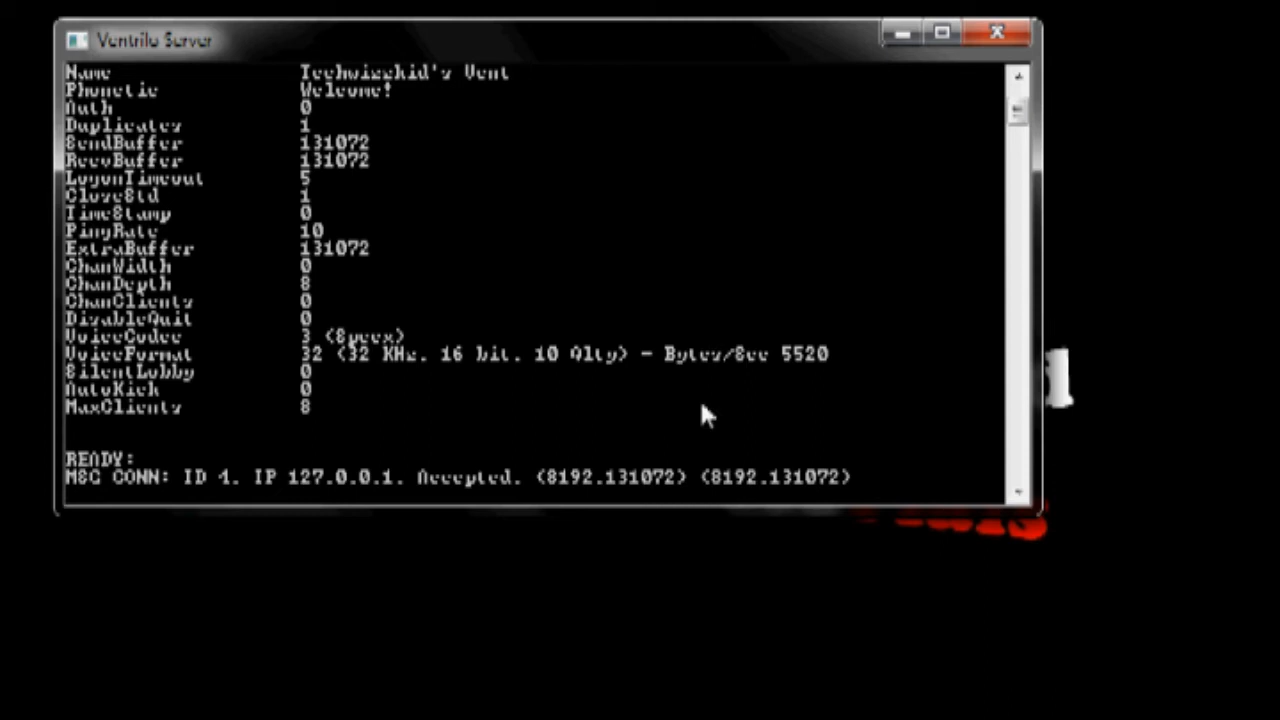 Ventrilo Server
Name Techwizzkid's Vent
Phonetic Welcome!
Auth 0
Duplicates 1
SendBuffer 131072
RecvBuffer 131072
LogonTimeout 5
CloseStd 1
TimeStamp 0
PingRate 10
ExtraBuffer 131072
ChanWidth 0
ChanDepth 8
ChanClients 0
DisableQuit 0
VoiceCodec 3 (Speex)
VoiceFormat 32 (32 KHz, 16 bit, 10 Qlty) - Bytes/Sec 5520
SilentLobby 0
AutoKick 0
MaxClients 8
READY:
MSG CONN: ID 4, IP 127.0.0.1, Accepted. (8192,131072) (8192,131072)